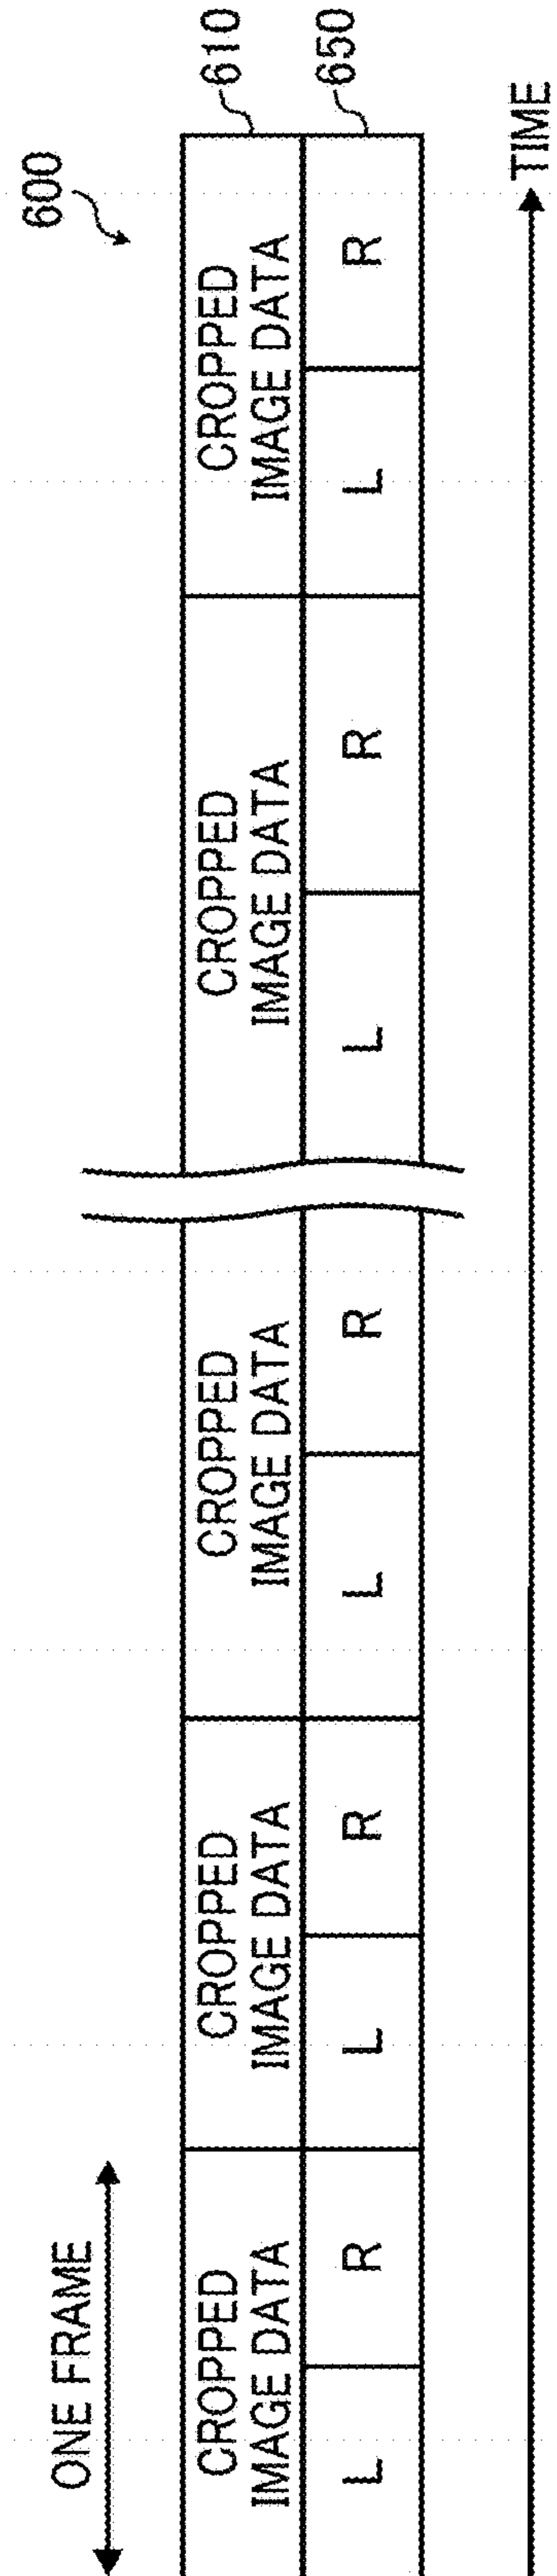 600
ONE FRAME
CROPPED
IMAGE DATA
CROPPED
IMAGE DATA
CROPPED
IMAGE DATA
CROPPED
IMAGE DATA
CROPPED
IMAGE DATA
610
L
R
L
R
L
R
L
R
L
R
650
TIME